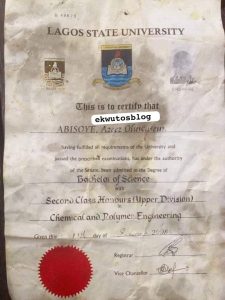 LAGOS STATE UNIVERSITY
This is to certify that
ekwutosblog
ABISOYE, Azeez
having fulfilled all requirements of the University and
passed the prescribed examinations, has under the authority
of the Senate been admitted to the Degree of
Bachelor of Science
with
Second Class Honours (Upper Division)
in
Chemical and Polymer Engineering
Given this day of
Registrar
Vice Chancellor